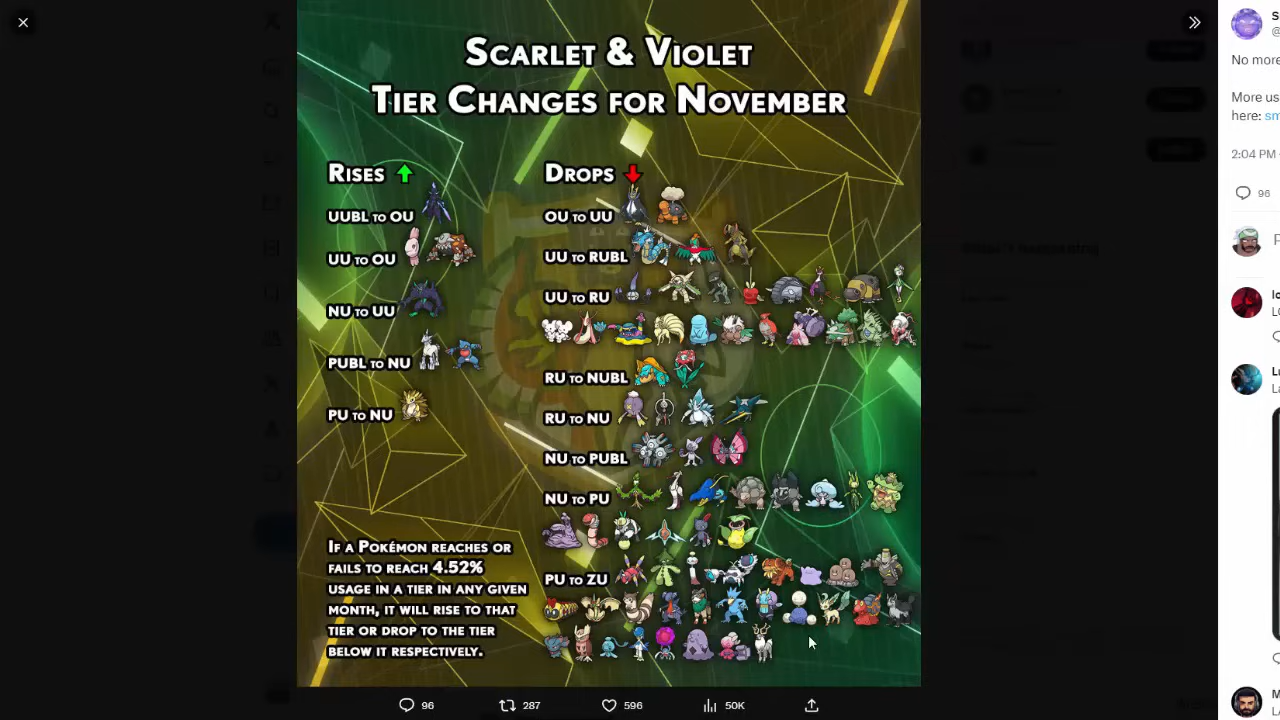 Scarlet & Violet
Tier Changes for November
Rises
UUBL to OU
UU to OU
NU to UU
PUBL to NU
PU to NU
If a Pokémon reaches or
fails to reach 4.52%
usage in a tier in any given
month, it will rise to that
tier or drop to the tier
below it respectively.
Drops
OU to UU
UU to RUBL
UU to RU
RU to NUBL
RU to NU
NU to PUBL
NU to PU
PU to ZU
96
287
596
50K
S
@
No more
More us
here: sm
2:04 PM
96